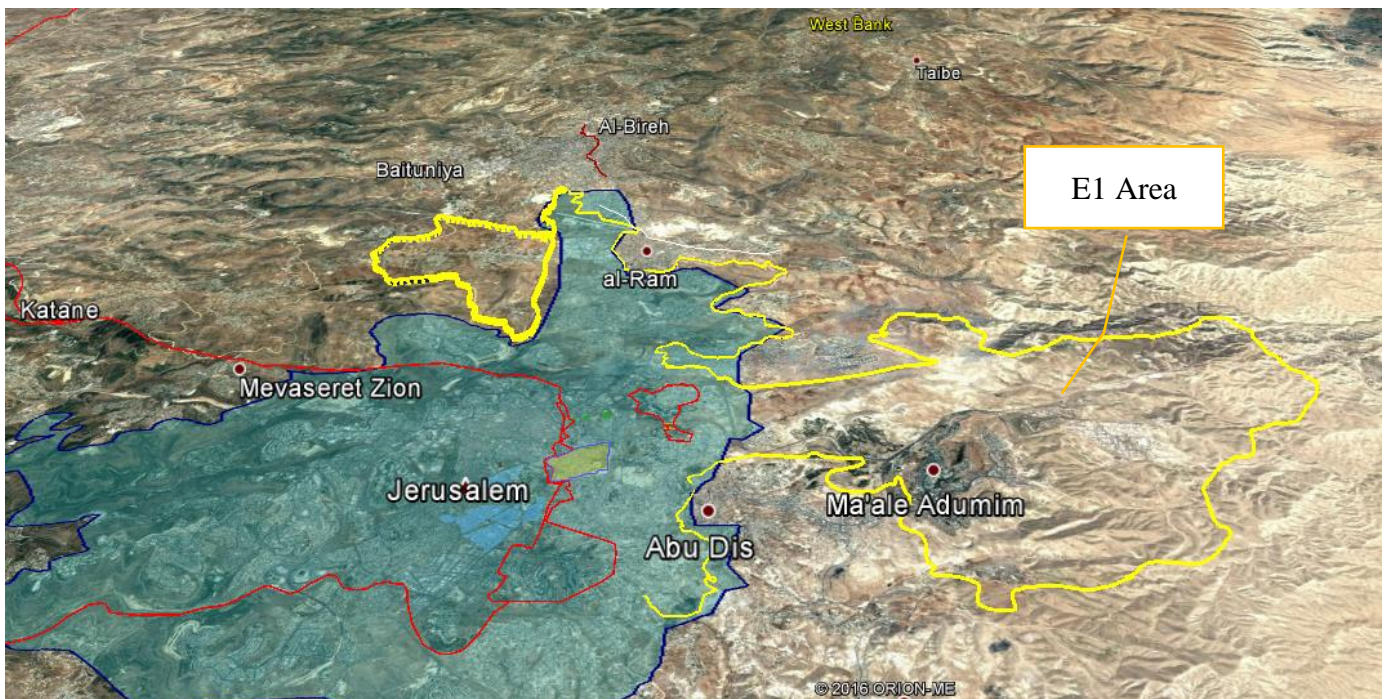 West Bank
Taibe
Al-Bireh
Baituniya
E1 Area
al-Ram
Katane
Mevaseret Zion
Jerusalem
Ma'ale Adumim
Abu Dis
© 2016 ORION-ME